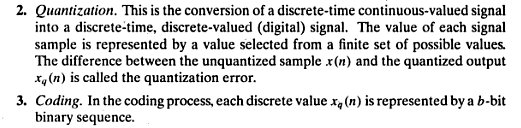 2. Quantization. This is the conversion of a discrete-time continuous-valued signal
into a discrete-time, discrete-valued (digital) signal. The value of each signal
sample is represented by a value selected from a finite set of possible values.
The difference between the unquantized sample x(n) and the quantized output
xq(n) is called the quantization error.
3. Coding. In the coding process, each discrete value xq(n) is represented by a b-bit
binary sequence.